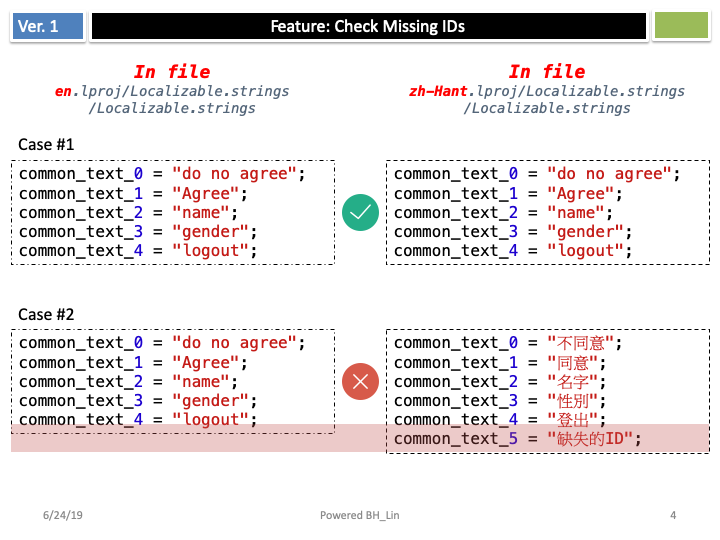 Ver. 1
Feature: Check Missing IDs
In file
en.lproj/Localizable.strings
/Localizable.strings
In file
zh-Hant.lproj/Localizable.strings
/Localizable.strings
Case #1
common_text_0 = "do no agree";
common_text_1 = "Agree";
common_text_2 = "name";
common_text_3 = "gender";
common_text_4 = "logout";
common_text_0 = "do no agree";
common_text_1 = "Agree";
common_text_2 = "name";
common_text_3 = "gender";
common_text_4 = "logout";
Case #2
common_text_0 = "do no agree";
common_text_1 = "Agree";
common_text_2 = "name";
common_text_3 = "gender";
common_text_4 = "logout";
common_text_0 = "不同意";
common_text_1 = "同意";
common_text_2 = "名字";
common_text_3 = "性別";
common_text_4 = "登出";
common_text_5 = "缺失的ID";
6/24/19
Powered BH_Lin
4